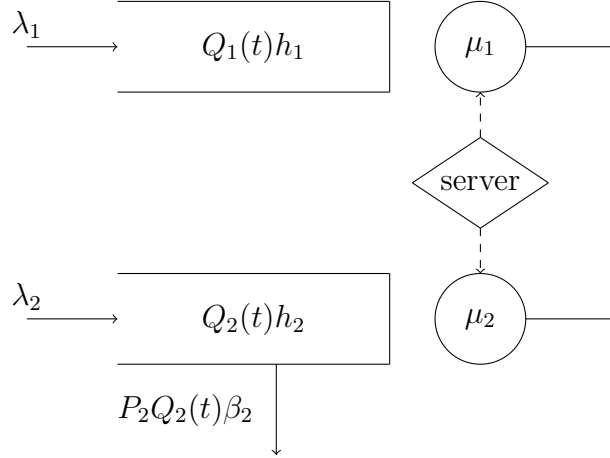 λ₁
Q₁(t)h₁
μ₁
server
λ₂
Q₂(t)h₂
μ₂
P₂Q₂(t)β₂